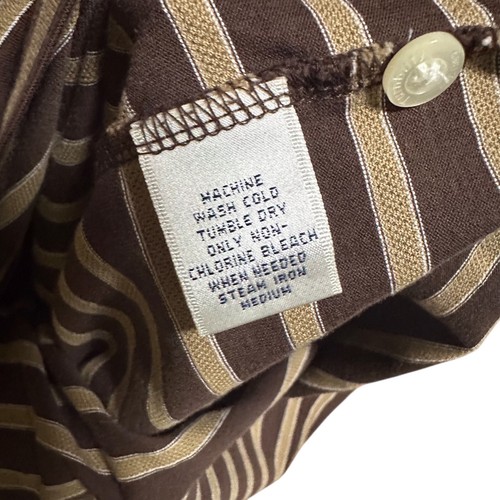 MACHINE
WASH COLD
TUMBLE DRY
ONLY NON-
CHLORINE BLEACH
WHEN NEEDED
STEAM IRON
MEDIUM